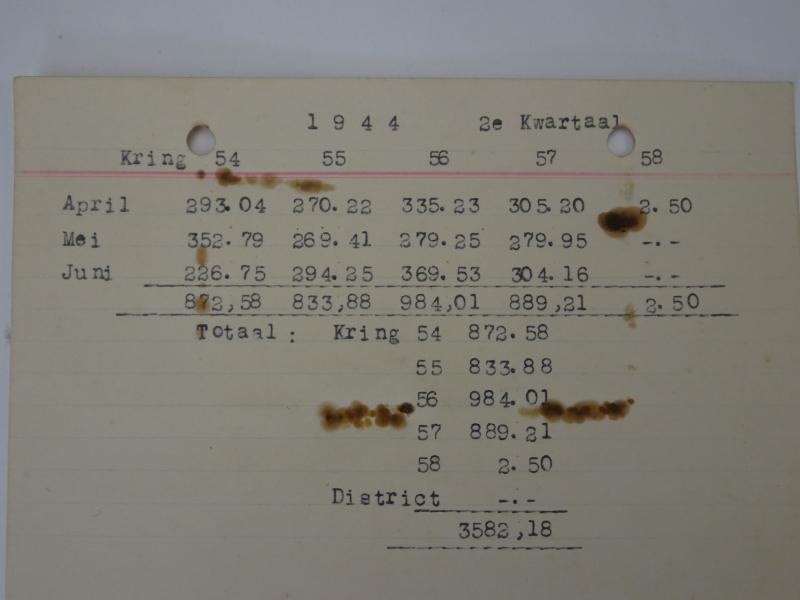 1 9 4 4 2e Kwartaal
Kring 54 55 56 57 58
April 293.04 270.22 335.23 305.20 2.50
Mei 352.79 269.41 279.25 279.95 -.-
Juni 226.75 294.25 369.53 304.16 -.-
872,58 833,88 984,01 889,21 2.50
Totaal : Kring 54 872.58
55 833.88
56 984.01
57 889.21
58 2.50
District -.-
3582,18